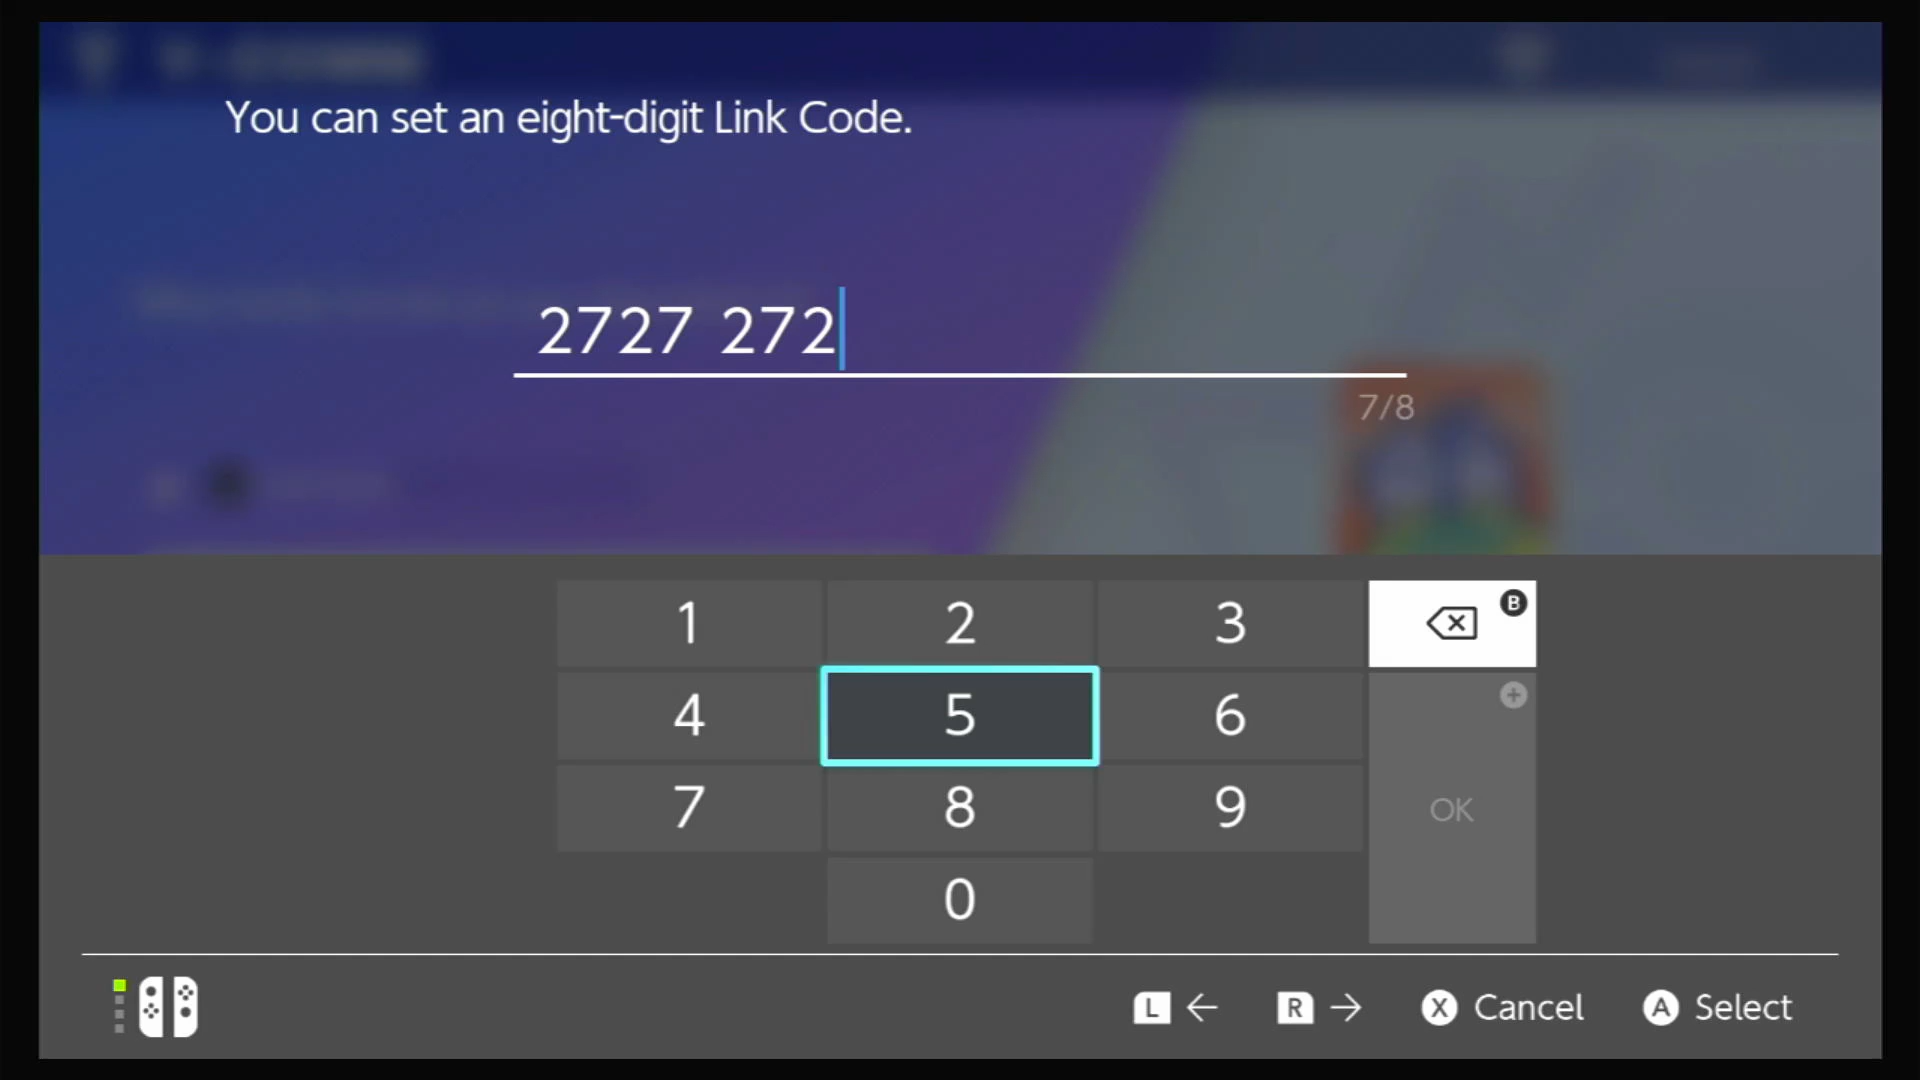 You can set an eight-digit Link Code.
2727 272
7/8
1 2 3 B
4 5 6 +
7 8 9 OK
0
L ← R → X Cancel A Select